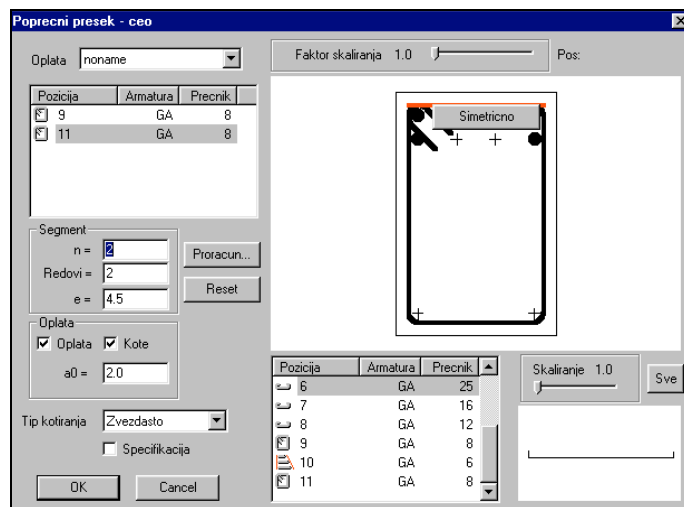 Poprecni presek - ceo
Oplata noname
Faktor skaliranja 1.0
Pos:
Pozicija Armatura Precnik
9 GA 8
11 GA 8
Simetricno
Segment
n = 2
Redovi = 2
e = 4.5
Proracun...
Reset
Oplata
Oplata Kote
a0 = 2.0
Tip kotiranja Zvezdasto
Specifikacija
OK Cancel
Pozicija Armatura Precnik
6 GA 25
7 GA 16
8 GA 12
9 GA 8
10 GA 6
11 GA 8
Skaliranje 1.0
Sve